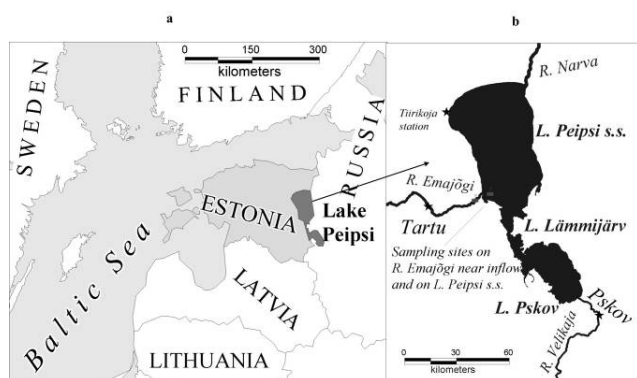 a
0 150 300
kilometers
SWEDEN
FINLAND
RUSSIA
ESTONIA
Lake
Peipsi
Baltic Sea
LATVIA
LITHUANIA
b
R. Narva
Tiirikoja
station
L. Peipsi s.s.
R. Emajõgi
Tartu
L. Lämmijärv
Sampling sites on
R. Emajõgi near inflow
and on L. Peipsi s.s.
L. Pskov
Pskov
R. Velikaja
0 30 60
kilometers